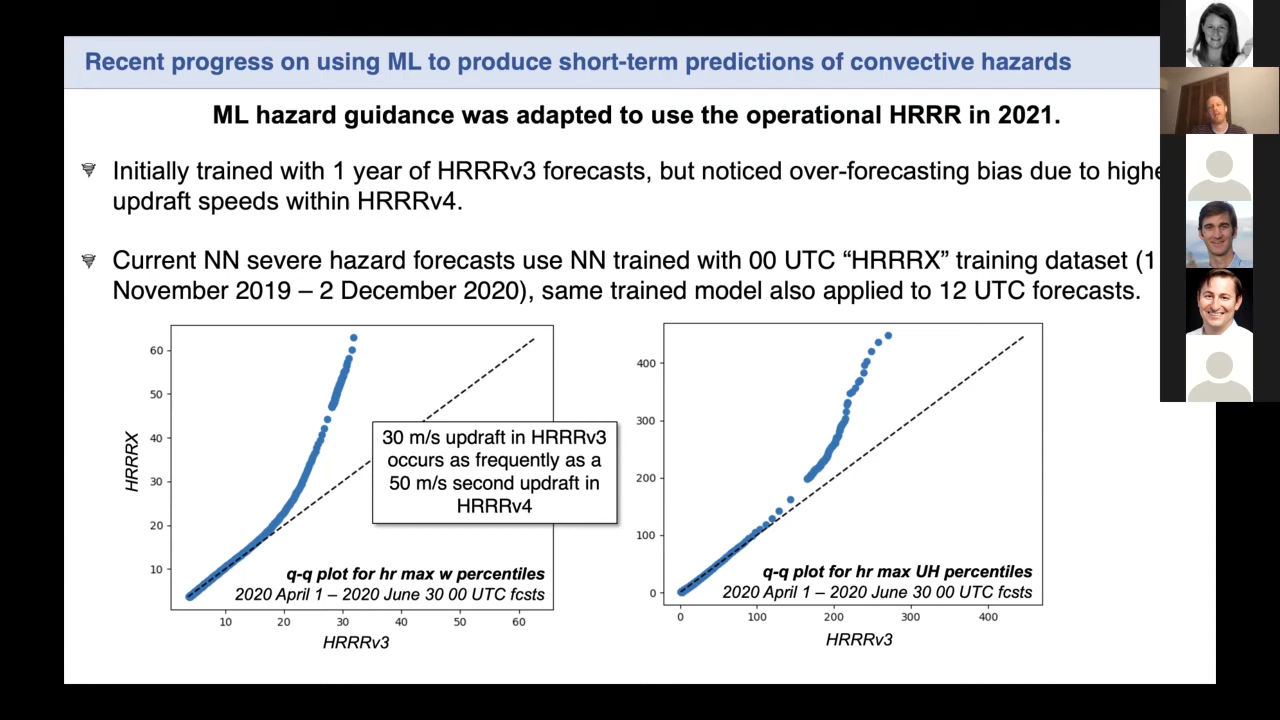 Recent progress on using ML to produce short-term predictions of convective hazards
ML hazard guidance was adapted to use the operational HRRR in 2021.
Initially trained with 1 year of HRRRv3 forecasts, but noticed over-forecasting bias due to highe
updraft speeds within HRRRv4.
Current NN severe hazard forecasts use NN trained with 00 UTC “HRRRX” training dataset (1
November 2019 – 2 December 2020), same trained model also applied to 12 UTC forecasts.
60
50
40
30
20
10
HRRRX
30 m/s updraft in HRRRv3
occurs as frequently as a
50 m/s second updraft in
HRRRv4
q-q plot for hr max w percentiles
2020 April 1 – 2020 June 30 00 UTC fcsts
10 20 30 40 50 60
HRRRv3
400
300
200
100
0
q-q plot for hr max UH percentiles
2020 April 1 – 2020 June 30 00 UTC fcsts
0 100 200 300 400
HRRRv3